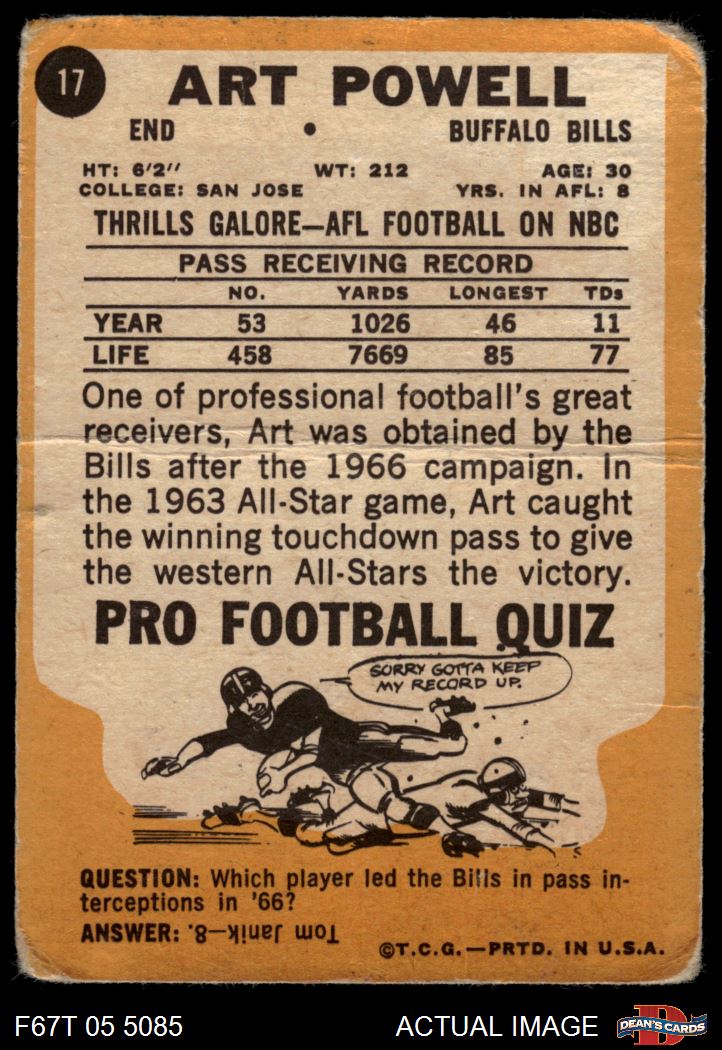 17
ART POWELL
END • BUFFALO BILLS
HT: 6'2" WT: 212 AGE: 30
COLLEGE: SAN JOSE YRS. IN AFL: 8
THRILLS GALORE—AFL FOOTBALL ON NBC
PASS RECEIVING RECORD
NO. YARDS LONGEST TDs
YEAR 53 1026 46 11
LIFE 458 7669 85 77
One of professional football's great
receivers, Art was obtained by the
Bills after the 1966 campaign. In
the 1963 All-Star game, Art caught
the winning touchdown pass to give
the western All-Stars the victory.
PRO FOOTBALL QUIZ
SORRY GOTTA KEEP
MY RECORD UP.
QUESTION: Which player led the Bills in pass in-
terceptions in '66?
ANSWER: Tom Janik—8.
©T.C.G.—PRTD. IN U.S.A.
F67T 05 5085 ACTUAL IMAGE
D
DEAN'S CARDS